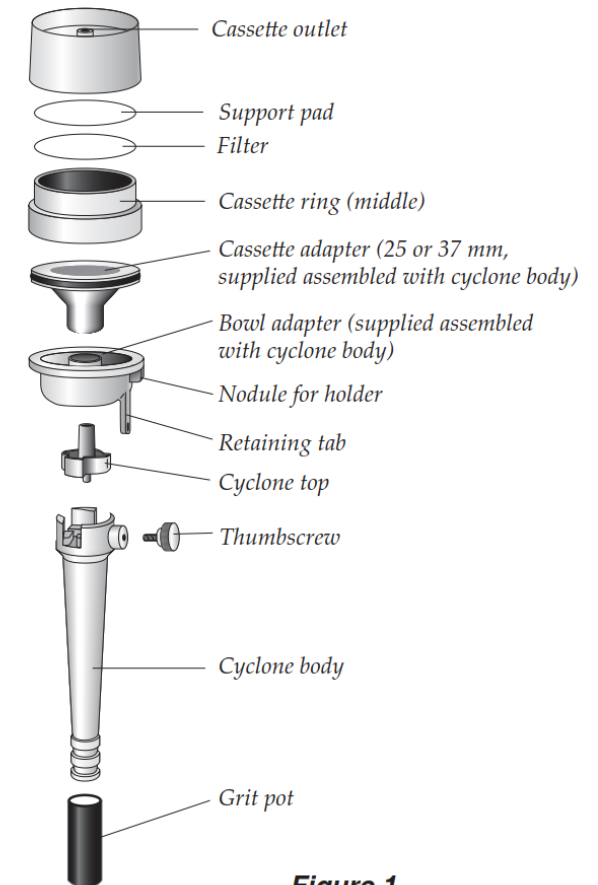 Cassette outlet
Support pad
Filter
Cassette ring (middle)
Cassette adapter (25 or 37 mm,
supplied assembled with cyclone body)
Bowl adapter (supplied assembled
with cyclone body)
Nodule for holder
Retaining tab
Cyclone top
Thumbscrew
Cyclone body
Grit pot
Figure 1